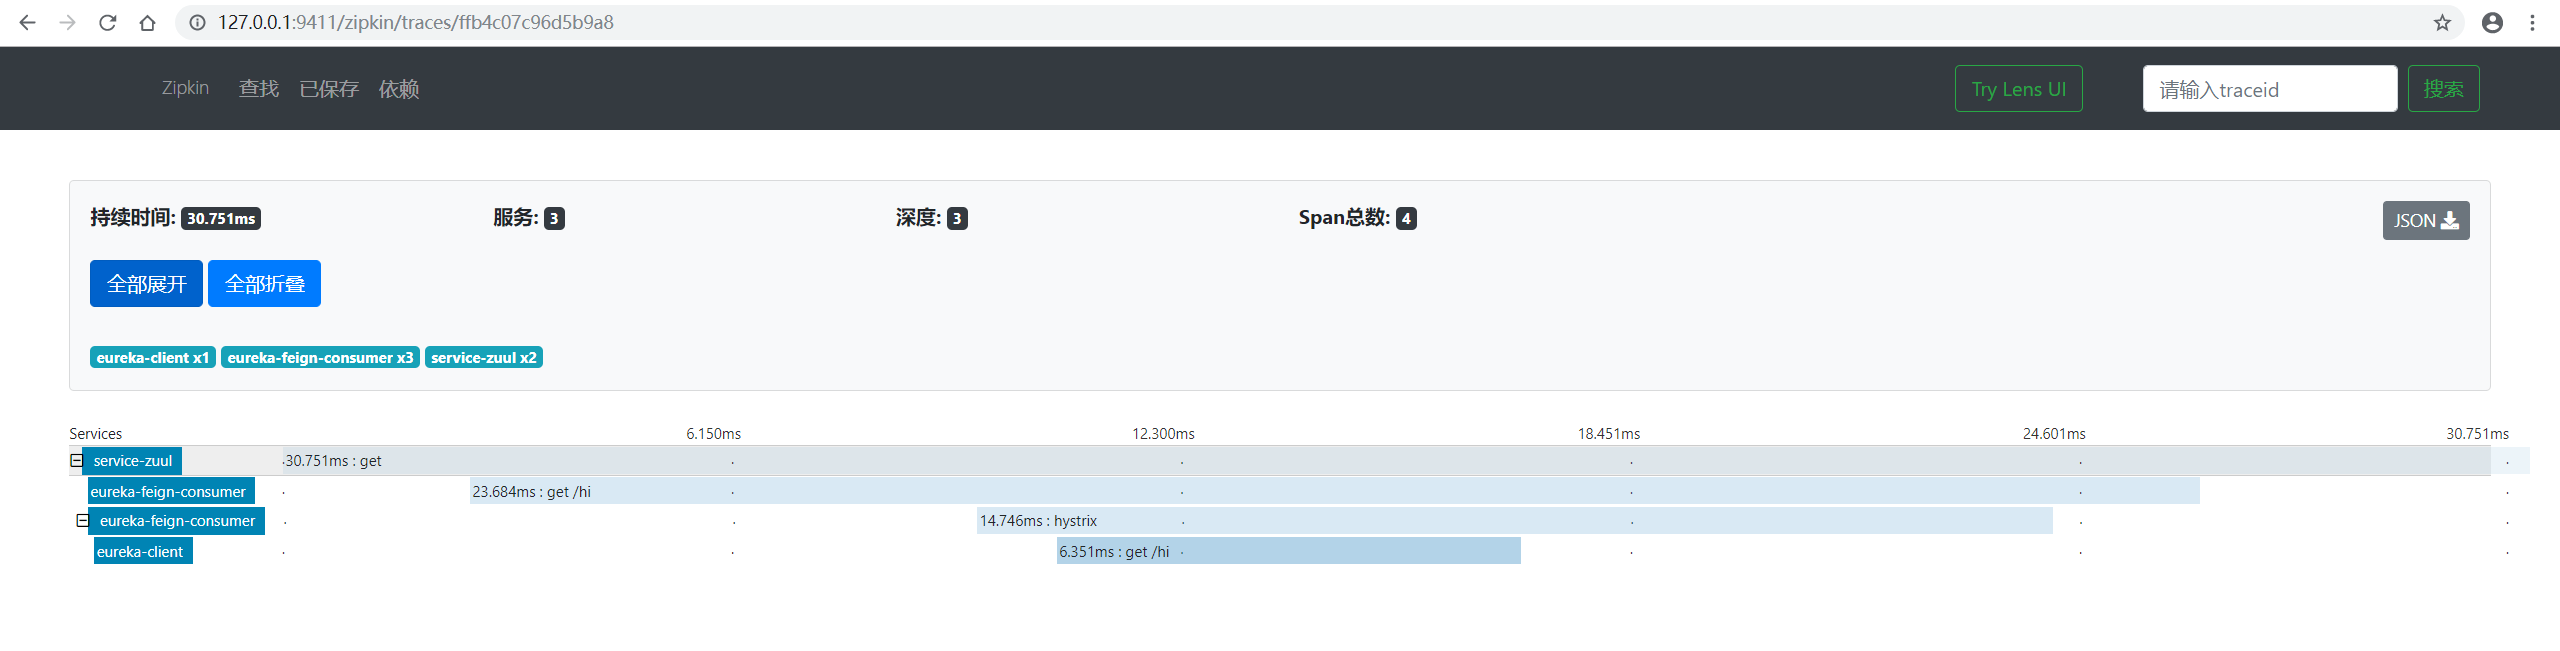 127.0.0.1:9411/zipkin/traces/ffb4c07c96d5b9a8
Zipkin 查找 已保存 依赖 Try Lens UI 请输入traceid 搜索
持续时间: 30.751ms 服务: 3 深度: 3 Span总数: 4 JSON
全部展开 全部折叠
eureka-client x1 eureka-feign-consumer x3 service-zuul x2
Services 6.150ms 12.300ms 18.451ms 24.601ms 30.751ms
service-zuul 30.751ms : get
eureka-feign-consumer 23.684ms : get /hi
eureka-feign-consumer 14.746ms : hystrix
eureka-client 6.351ms : get /hi